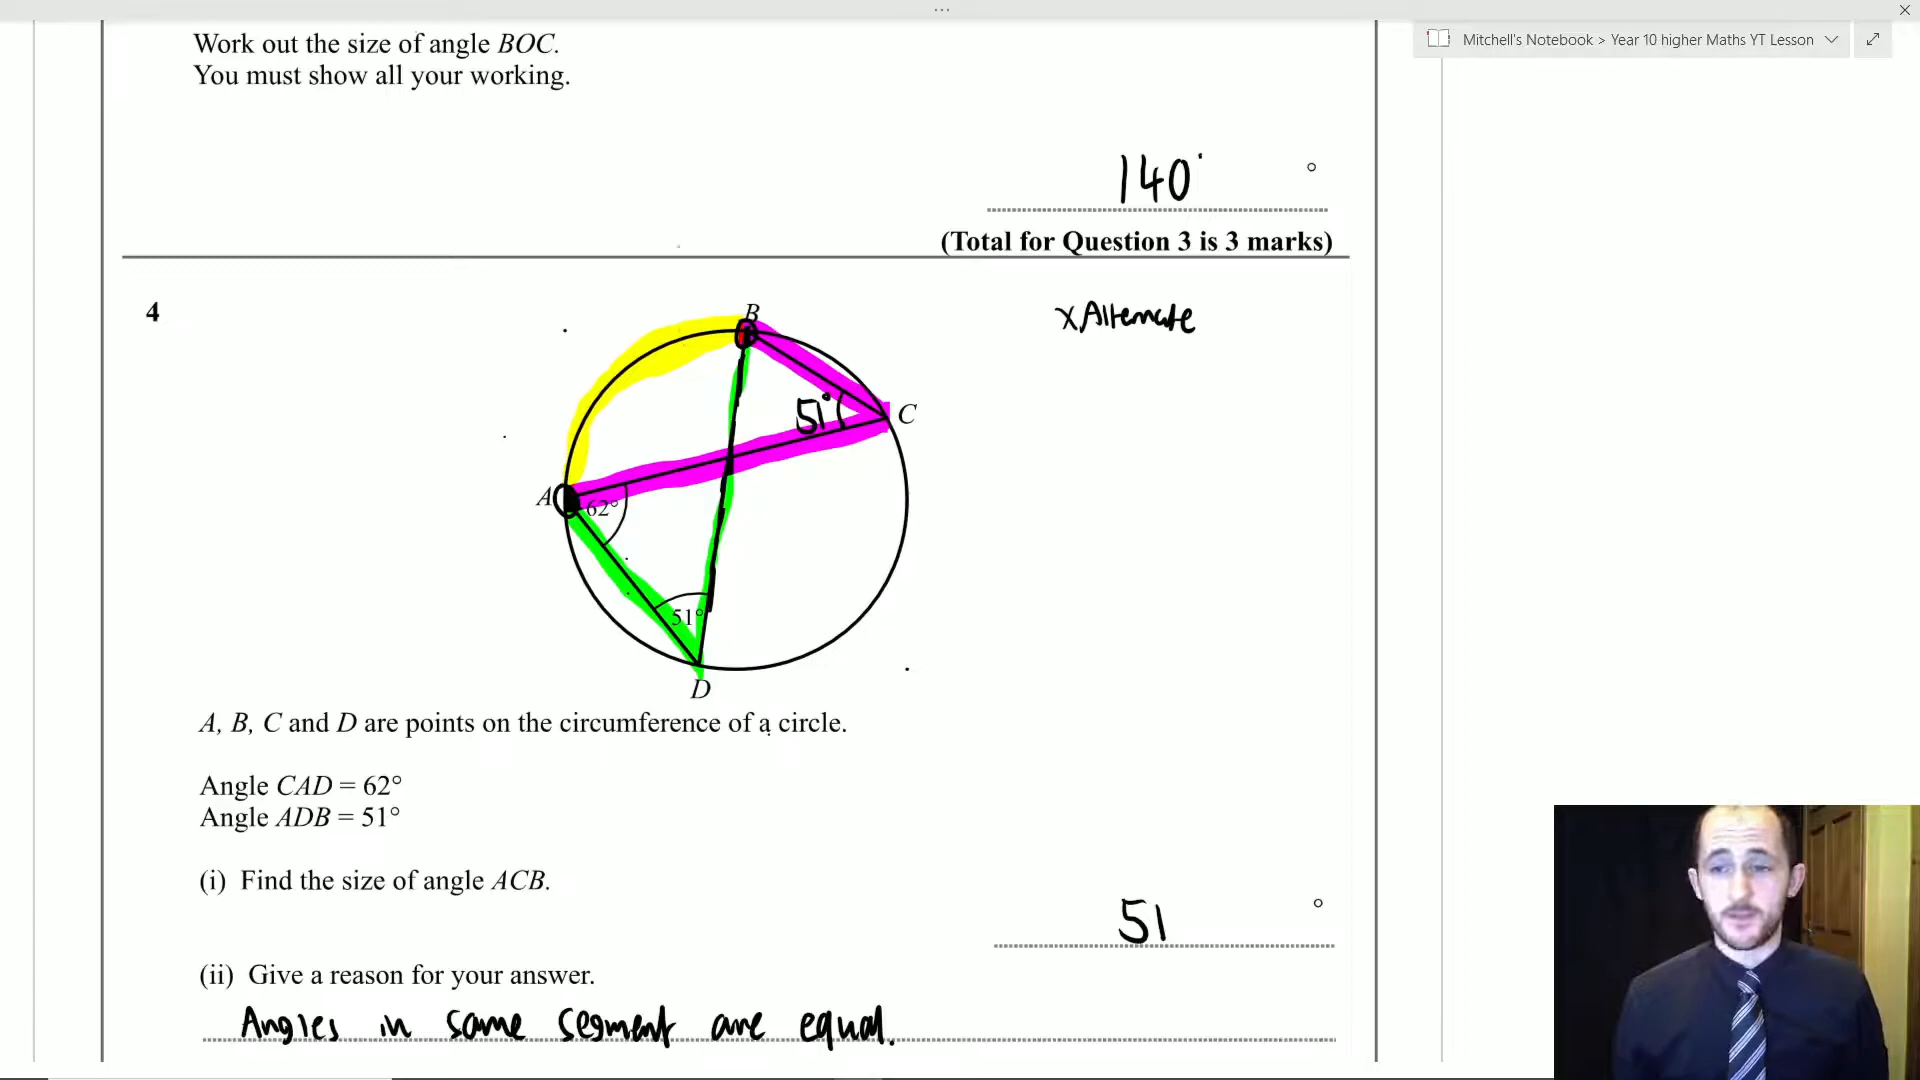 Mitchell's Notebook > Year 10 higher Maths YT Lesson
Work out the size of angle BOC.
You must show all your working.
140° °
(Total for Question 3 is 3 marks)
4
xAlternate
B
51°
C
A
62°
51°
D
A, B, C and D are points on the circumference of a circle.
Angle CAD = 62°
Angle ADB = 51°
(i) Find the size of angle ACB.
51 °
(ii) Give a reason for your answer.
Angles in same segment are equal.